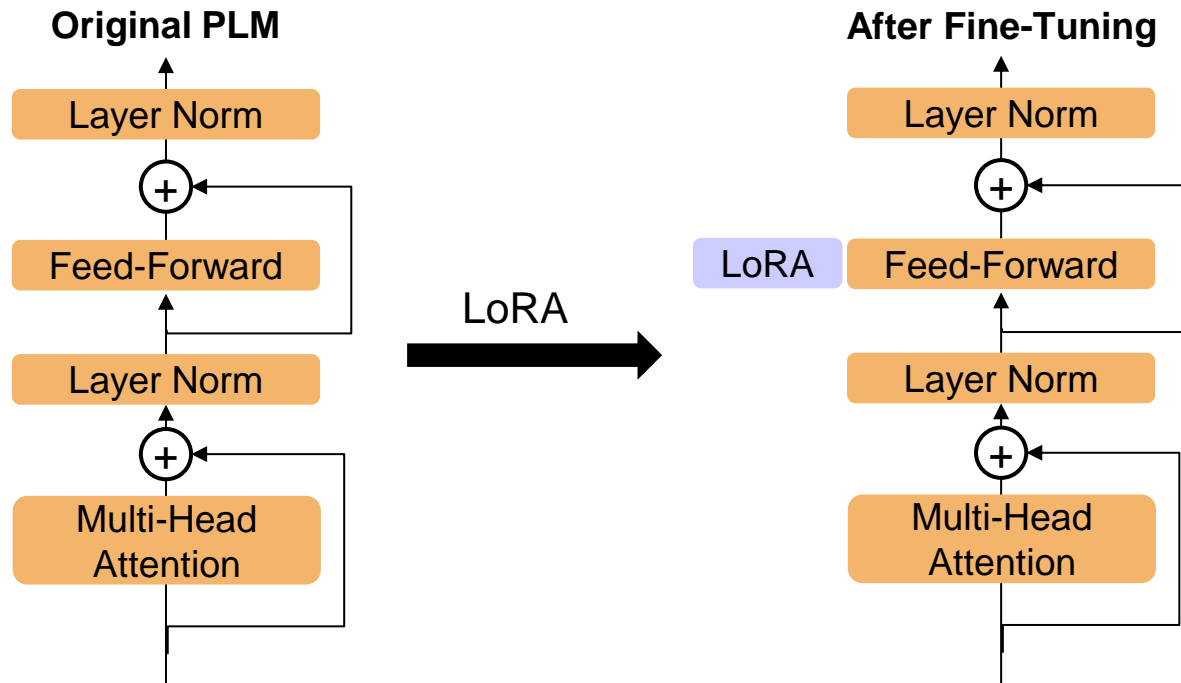 Original PLM
Layer Norm
+
Feed-Forward
Layer Norm
+
Multi-Head
Attention
LoRA
After Fine-Tuning
Layer Norm
+
LoRA
Feed-Forward
Layer Norm
+
Multi-Head
Attention